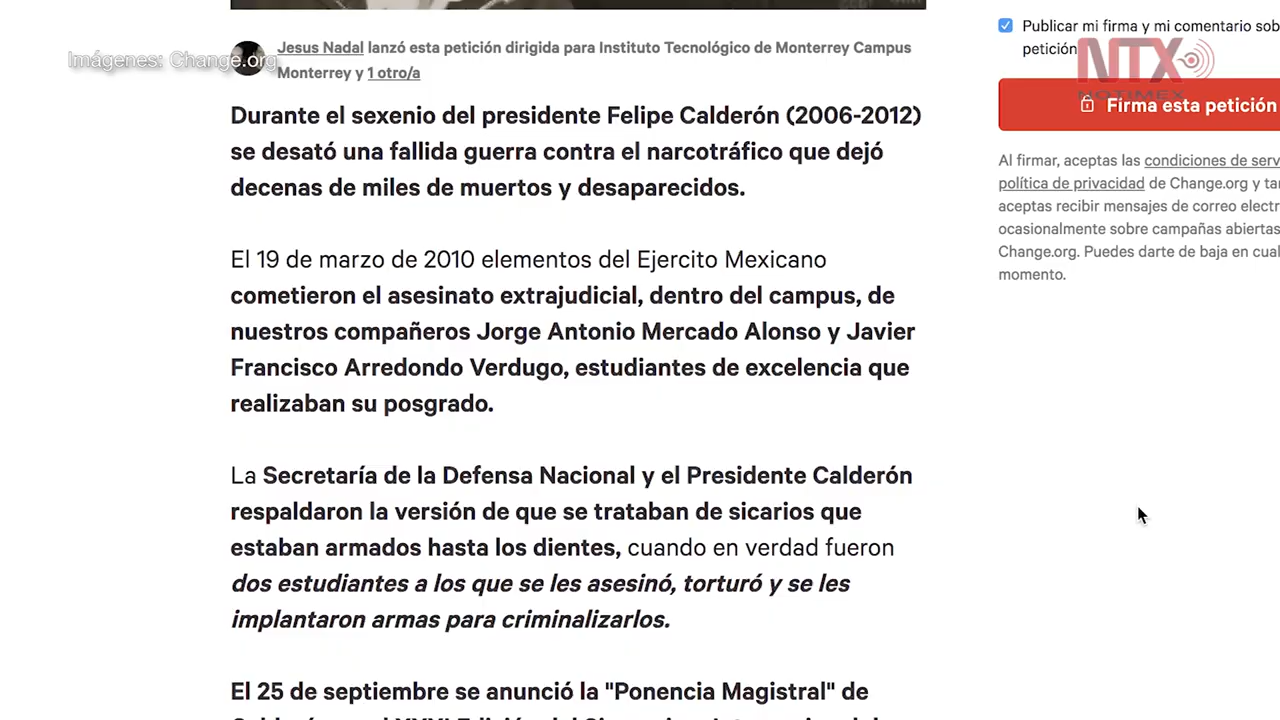 Imágenes: Change.org
Jesus Nadal lanzó esta petición dirigida para Instituto Tecnológico de Monterrey Campus
Monterrey y 1 otro/a
Durante el sexenio del presidente Felipe Calderón (2006-2012)
se desató una fallida guerra contra el narcotráfico que dejó
decenas de miles de muertos y desaparecidos.
El 19 de marzo de 2010 elementos del Ejercito Mexicano
cometieron el asesinato extrajudicial, dentro del campus, de
nuestros compañeros Jorge Antonio Mercado Alonso y Javier
Francisco Arredondo Verdugo, estudiantes de excelencia que
realizaban su posgrado.
La Secretaría de la Defensa Nacional y el Presidente Calderón
respaldaron la versión de que se trataban de sicarios que
estaban armados hasta los dientes, cuando en verdad fueron
dos estudiantes a los que se les asesinó, torturó y se les
implantaron armas para criminalizarlos.
El 25 de septiembre se anunció la "Ponencia Magistral" de
Publicar mi firma y mi comentario sob
petición
NTX
NOTIMEX
Firma esta petición
Al firmar, aceptas las condiciones de serv
política de privacidad de Change.org y ta
aceptas recibir mensajes de correo electr
ocasionalmente sobre campañas abiertas
Change.org. Puedes darte de baja en cual
momento.